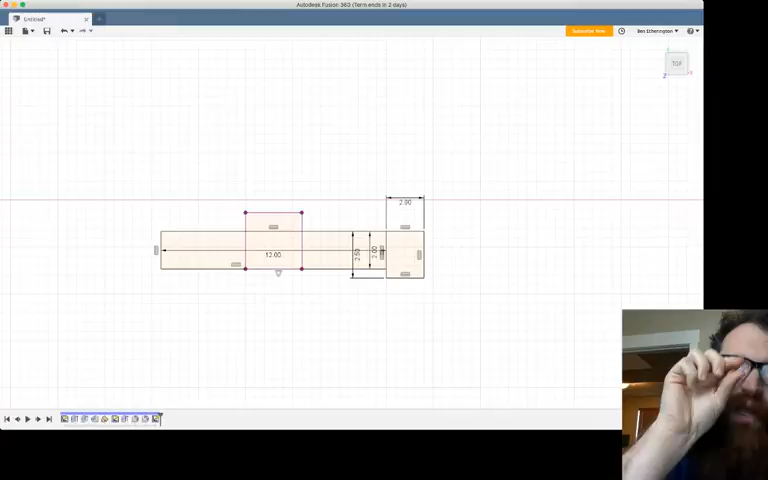 Autodesk Fusion 360 (Term ends in 2 days)
Untitled*
Subscribe Now
Ben Etherington
TOP
Z
X
2.00
12.00
2.50
2.00